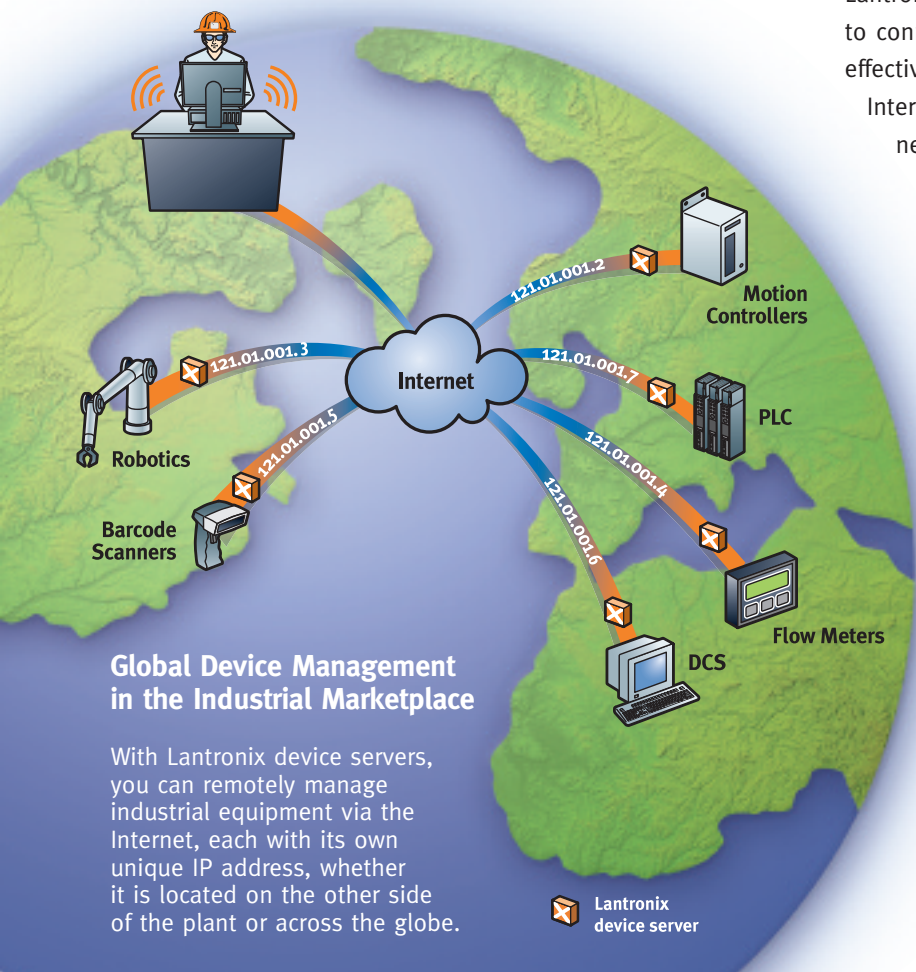 to con
effectiv
Inter
ne
121.01.001.2
Motion
Controllers
121.01.001.3
Internet
121.01.001.7
PLC
Robotics
121.01.001.5
121.01.001.4
Barcode
Scanners
121.01.001.6
Flow Meters
DCS
Global Device Management
in the Industrial Marketplace
With Lantronix device servers,
you can remotely manage
industrial equipment via the
Internet, each with its own
unique IP address, whether
it is located on the other side
of the plant or across the globe.
Lantronix
device server